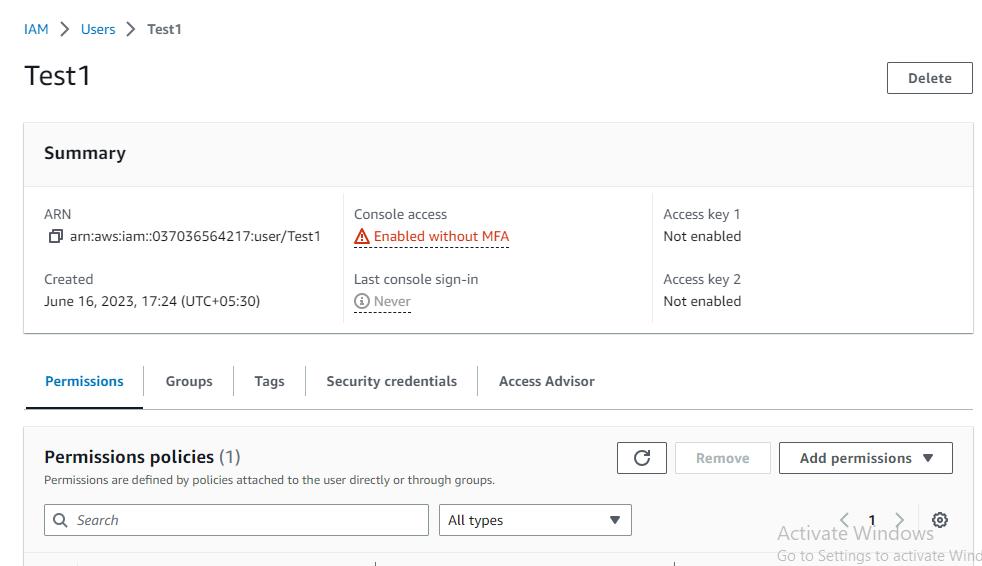 IAM > Users > Test1
Test1
Delete
Summary
ARN
arn:aws:iam::037036564217:user/Test1
Console access
Enabled without MFA
Access key 1
Not enabled
Created
June 16, 2023, 17:24 (UTC+05:30)
Last console sign-in
Never
Access key 2
Not enabled
Permissions
Groups
Tags
Security credentials
Access Advisor
Permissions policies (1)
Permissions are defined by policies attached to the user directly or through groups.
Remove
Add permissions
Search
All types
1
Activate Windows
Go to Settings to activate Wind